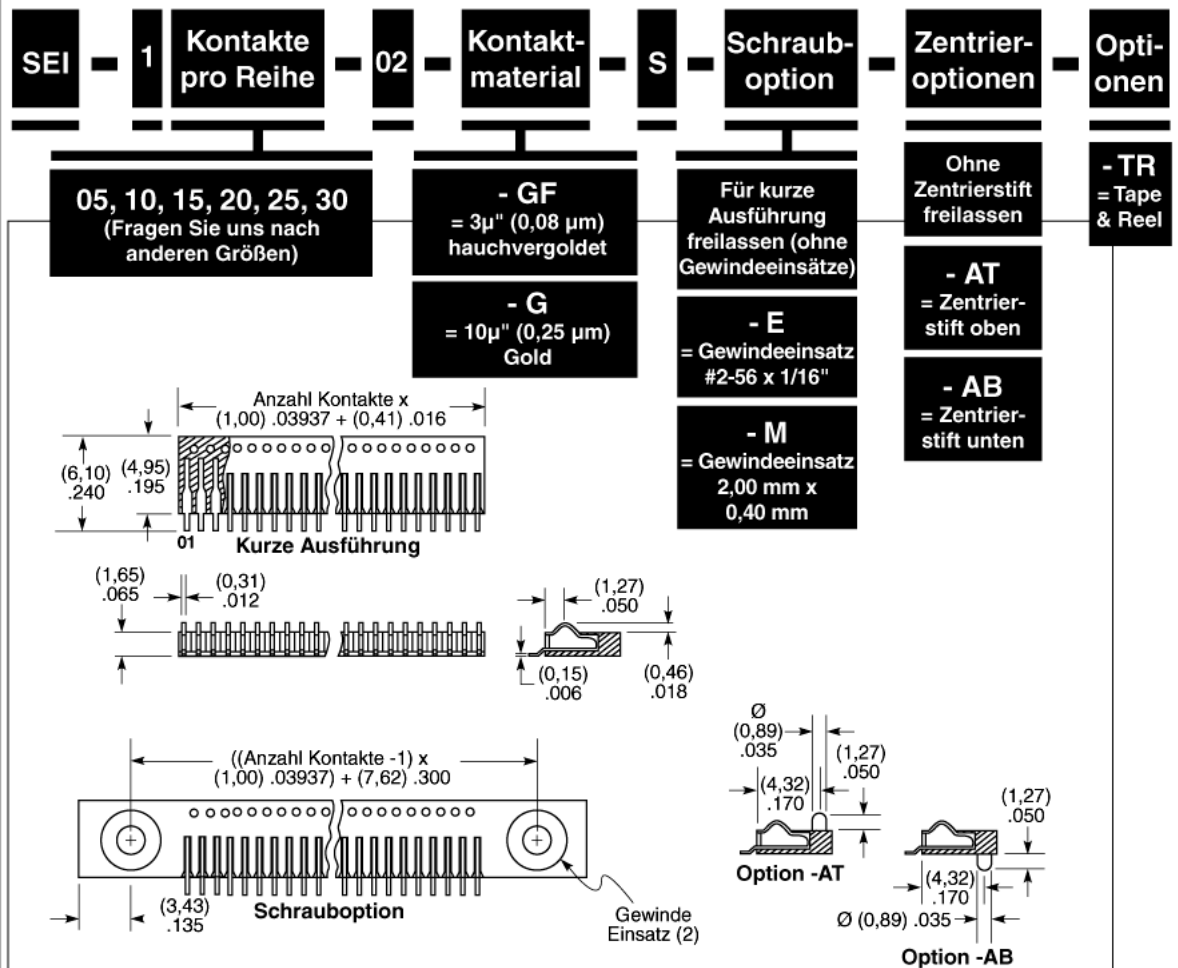 SEI - 1 Kontakte pro Reihe - 02 - Kontakt-material - S - Schraub-option - Zentrier-optionen - Opti-onen
05, 10, 15, 20, 25, 30
(Fragen Sie uns nach
anderen Größen)
- GF
= 3µ" (0,08 µm)
hauchvergoldet
- G
= 10µ" (0,25 µm)
Gold
Für kurze
Ausführung
freilassen (ohne
Gewindeeinsätze)
- E
= Gewindeeinsatz
#2-56 x 1/16"
- M
= Gewindeeinsatz
2,00 mm x
0,40 mm
Ohne
Zentrierstift
freilassen
- AT
= Zentrier-
stift oben
- AB
= Zentrier-
stift unten
- TR
= Tape
& Reel
Anzahl Kontakte x
(1,00) .03937 + (0,41) .016
(6,10)
.240
(4,95)
.195
01
Kurze Ausführung
(1,65)
.065
(0,31)
.012
(1,27)
.050
(0,15)
.006
(0,46)
.018
((Anzahl Kontakte -1) x
(1,00) .03937) + (7,62) .300
(3,43)
.135
Schrauboption
Gewinde
Einsatz (2)
Ø
(0,89)
.035
(1,27)
.050
(4,32)
.170
Option -AT
(1,27)
.050
(4,32)
.170
Ø (0,89) .035
Option -AB